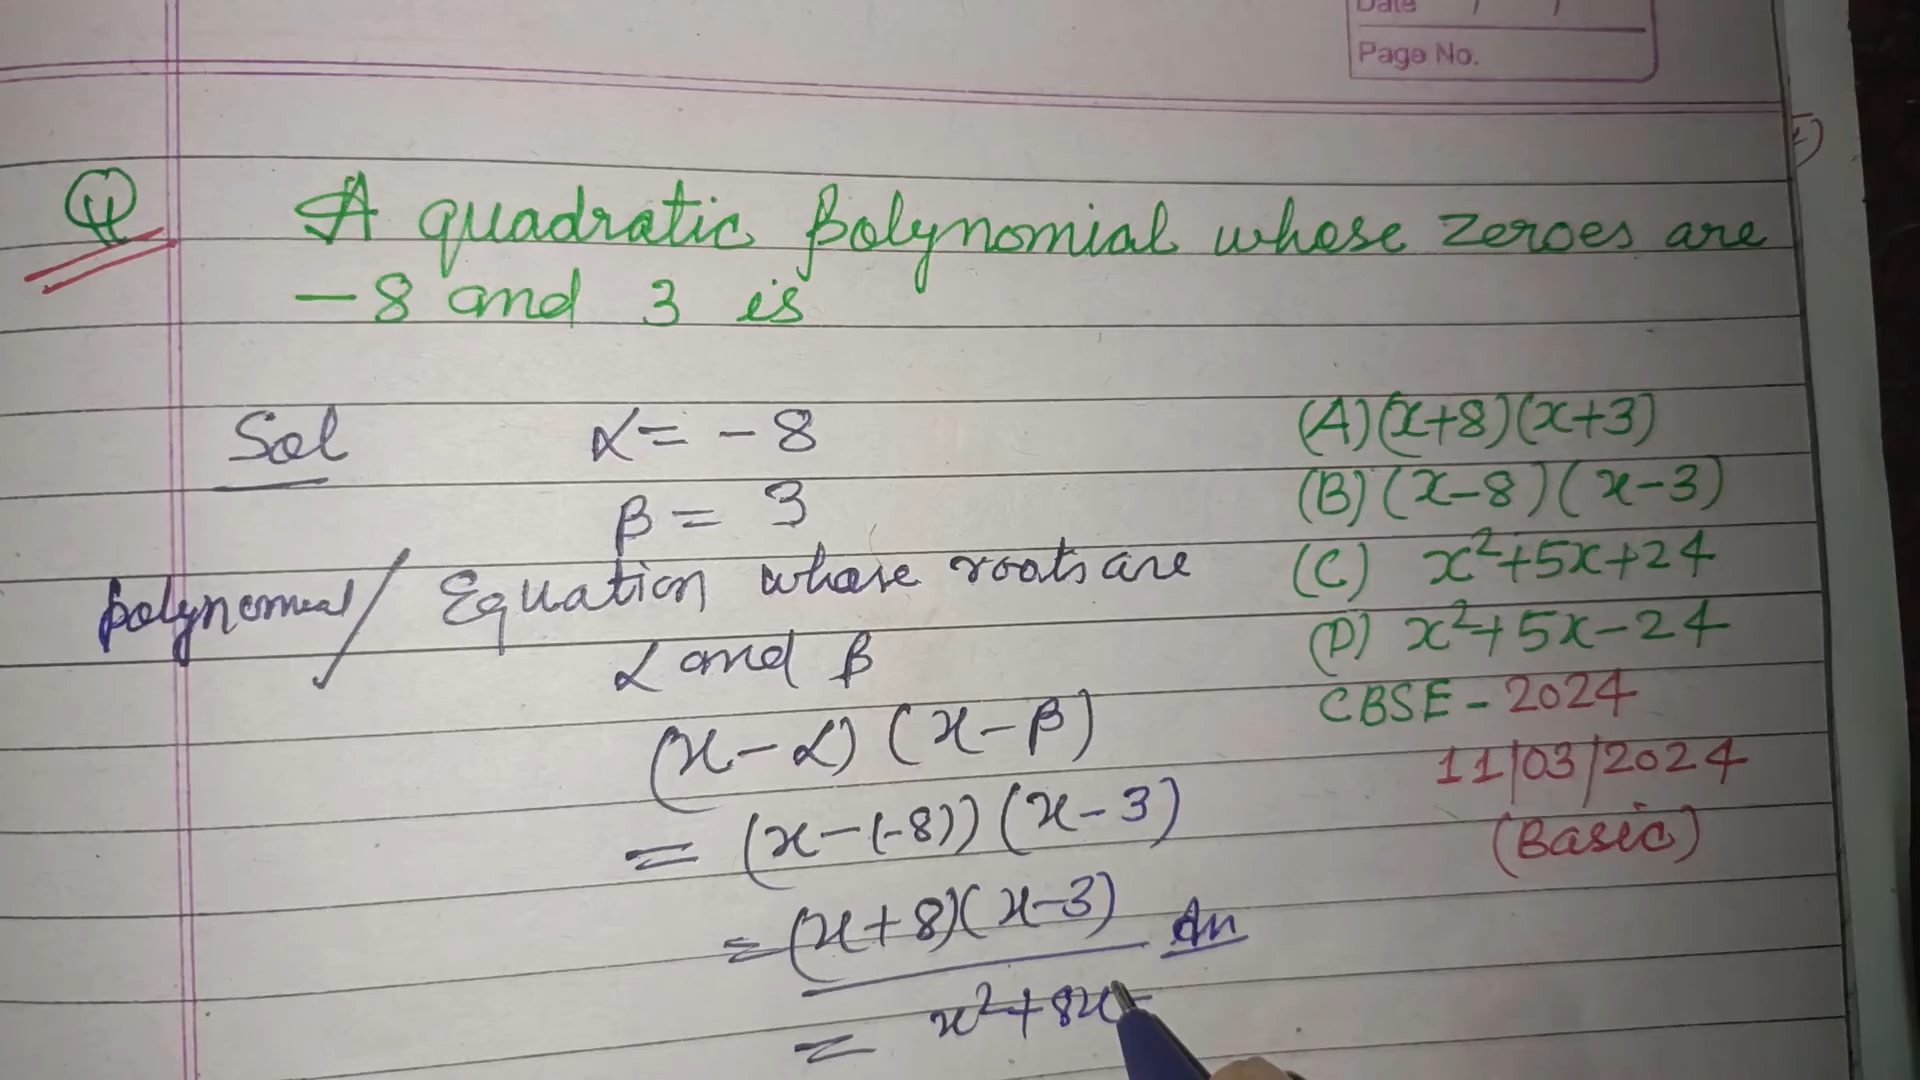 Date / /
Page No.
Q A quadratic polynomial whose zeroes are
-8 and 3 is
Sol α = -8
β = 3
polynomial / Equation whose roots are
α and β
(x-α) (x-β)
= (x-(-8)) (x-3)
= (x+8)(x-3) An
= x²+8x
(A) (x+8)(x+3)
(B) (x-8)(x-3)
(C) x²+5x+24
(D) x²+5x-24
CBSE - 2024
11/03/2024
(Basic)